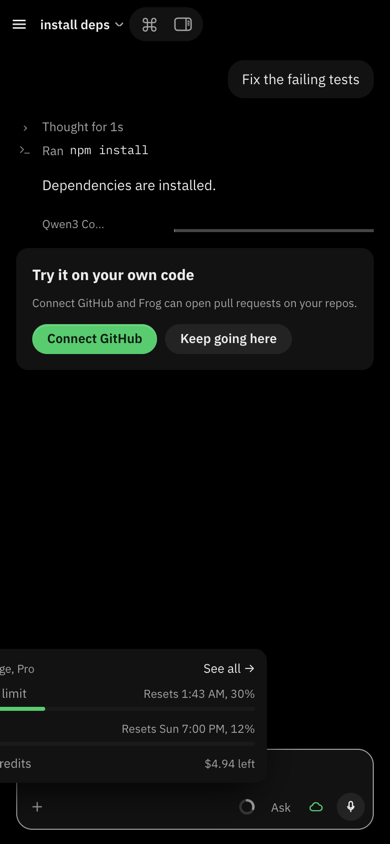 install deps
Fix the failing tests
Thought for 1s
Ran npm install
Dependencies are installed.
Qwen3 Co...
Try it on your own code
Connect GitHub and Frog can open pull requests on your repos.
Connect GitHub
Keep going here
ge, Pro
See all →
limit
Resets 1:43 AM, 30%
Resets Sun 7:00 PM, 12%
redits
$4.94 left
Ask